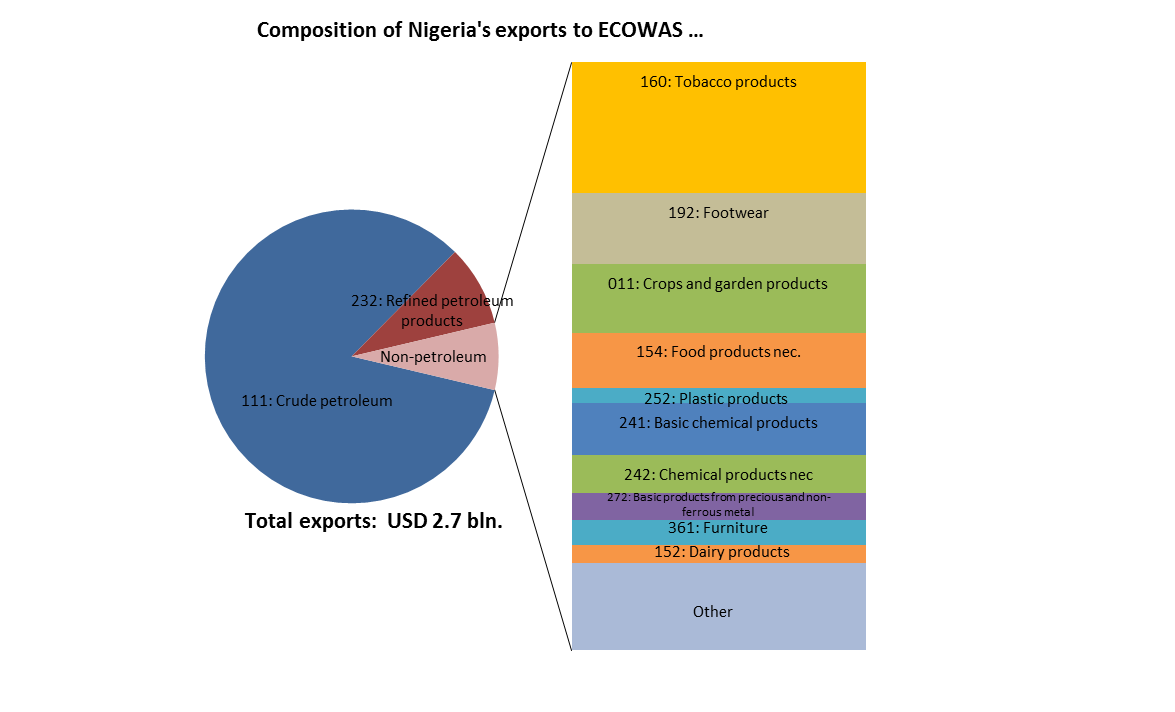 Composition of Nigeria's exports to ECOWAS …
160: Tobacco products
192: Footwear
011: Crops and garden products
232: Refined petroleum
products
154: Food products nec.
Non-petroleum
252: Plastic products
111: Crude petroleum
241: Basic chemical products
242: Chemical products nec
272: Basic products from precious and non-
ferrous metal
Total exports:  USD 2.7 bln.
361: Furniture
152: Dairy products
Other